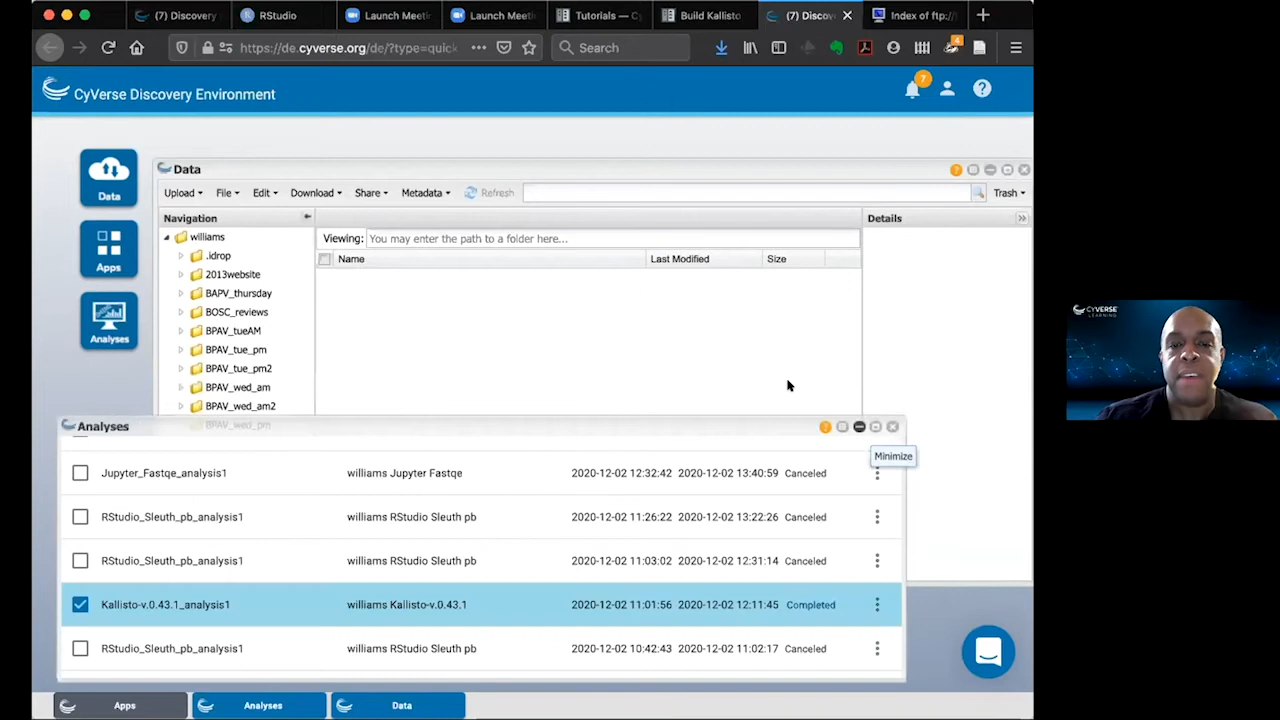 (7) Discovery
RStudio
Launch Meeti
Launch Meeti
Tutorials — Cy
Build Kallisto
(7) Discov
Index of ftp://
https://de.cyverse.org/de/?type=quick
Search
4
CyVerse Discovery Environment
7
Data
Apps
Analyses
Data
Upload
File
Edit
Download
Share
Metadata
Refresh
Trash
Navigation
Details
williams
.idrop
2013website
BAPV_thursday
BOSC_reviews
BPAV_tueAM
BPAV_tue_pm
BPAV_tue_pm2
BPAV_wed_am
BPAV_wed_am2
BPAV_wed_pm
Viewing: You may enter the path to a folder here...
Name Last Modified Size
Analyses
Minimize
Jupyter_Fastqe_analysis1 williams Jupyter Fastqe 2020-12-02 12:32:42 2020-12-02 13:40:59 Canceled
RStudio_Sleuth_pb_analysis1 williams RStudio Sleuth pb 2020-12-02 11:26:22 2020-12-02 13:22:26 Canceled
RStudio_Sleuth_pb_analysis1 williams RStudio Sleuth pb 2020-12-02 11:03:02 2020-12-02 12:31:14 Canceled
Kallisto-v.0.43.1_analysis1 williams Kallisto-v.0.43.1 2020-12-02 11:01:56 2020-12-02 12:11:45 Completed
RStudio_Sleuth_pb_analysis1 williams RStudio Sleuth pb 2020-12-02 10:42:43 2020-12-02 11:02:17 Canceled
Apps
Analyses
Data
CYVERSE
LEARNING